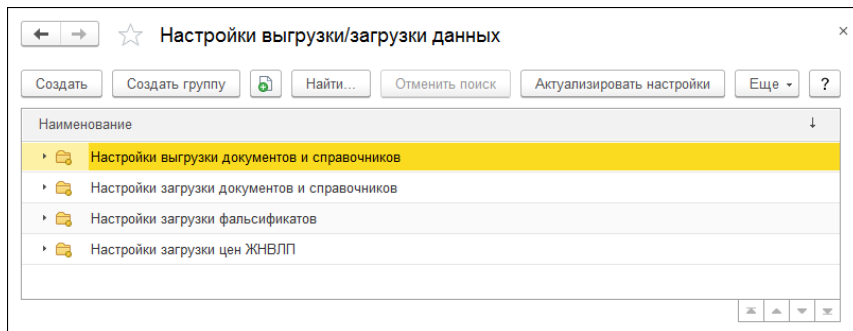 Настройки выгрузки/загрузки данных
Создать Создать группу Найти... Отменить поиск Актуализировать настройки Еще ?
Наименование
Настройки выгрузки документов и справочников
Настройки загрузки документов и справочников
Настройки загрузки фальсификатов
Настройки загрузки цен ЖНВЛП